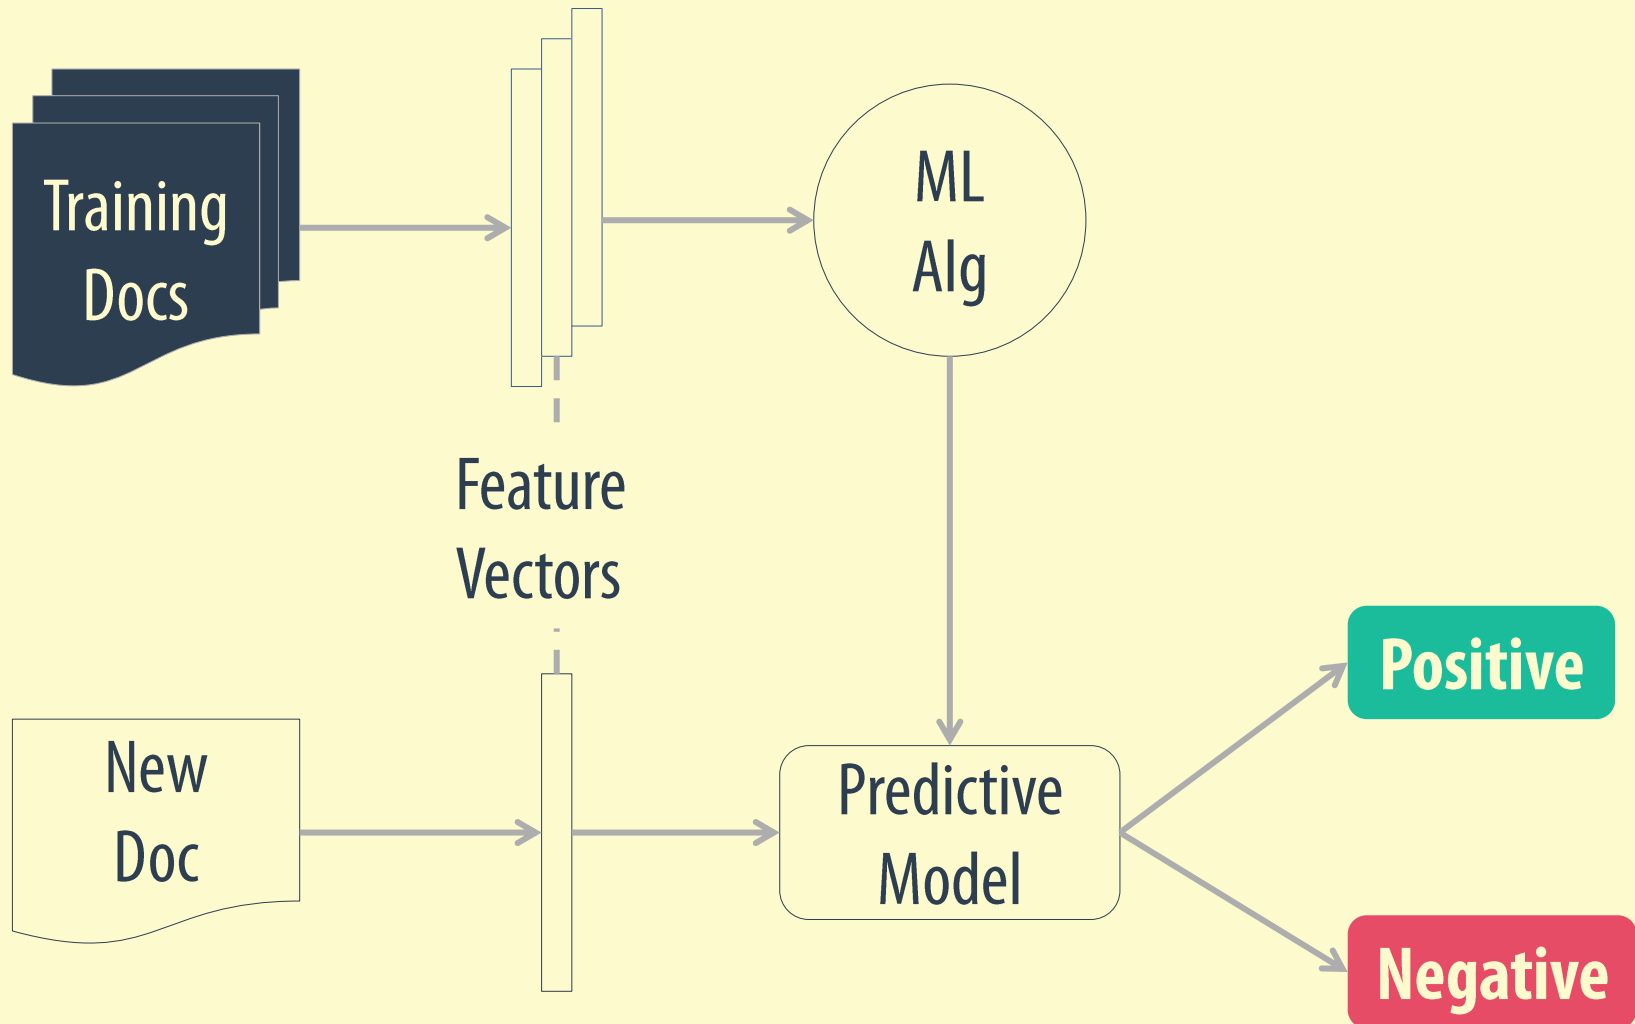 Training
Docs
ML
Alg
Feature
Vectors
New
Doc
Predictive
Model
Positive
Negative